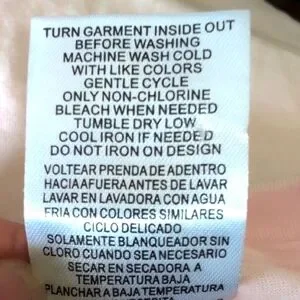 TURN GARMENT INSIDE OUT
BEFORE WASHING
MACHINE WASH COLD
WITH LIKE COLORS
GENTLE CYCLE
ONLY NON-CHLORINE
BLEACH WHEN NEEDED
TUMBLE DRY LOW
COOL IRON IF NEEDED
DO NOT IRON ON DESIGN
VOLTEAR PRENDA DE ADENTRO
HACIA AFUERA ANTES DE LAVAR
LAVAR EN LAVADORA CON AGUA
FRIA CON COLORES SIMILARES
CICLO DELICADO
SOLAMENTE BLANQUEADOR SIN
CLORO CUANDO SEA NECESARIO
SECAR EN SECADORA A
TEMPERATURA BAJA
PLANCHAR A BAJA TEMPERATURA